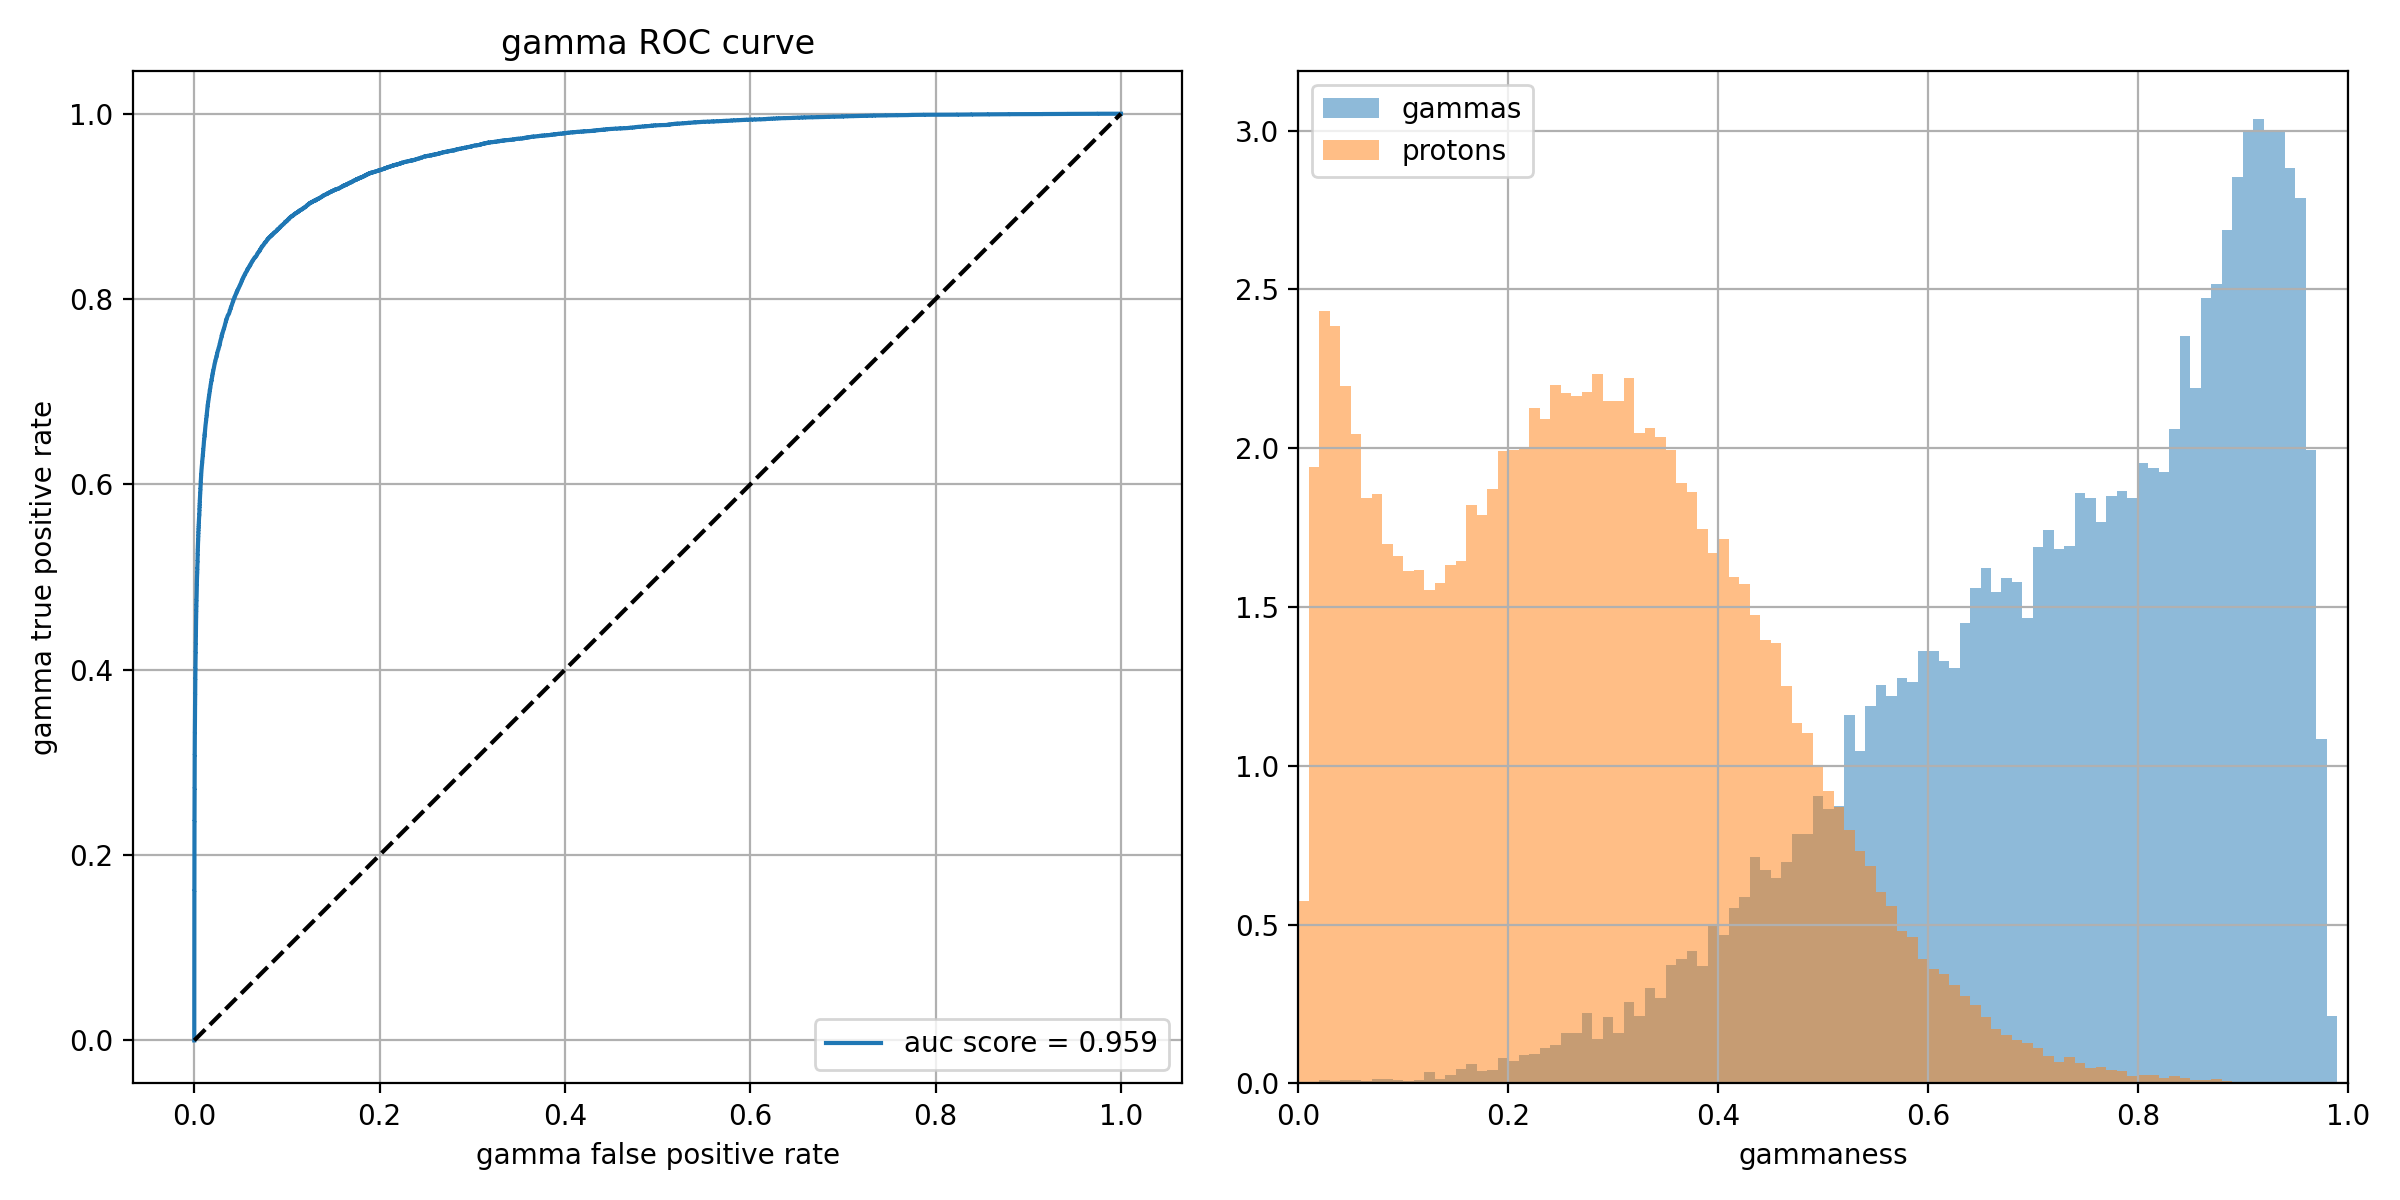 gamma ROC curve
gamma true positive rate
1.0
0.8
0.6
0.4
0.2
0.0
auc score = 0.959
0.0 0.2 0.4 0.6 0.8 1.0
gamma false positive rate
gammas
protons
3.0
2.5
2.0
1.5
1.0
0.5
0.0
0.0 0.2 0.4 0.6 0.8 1.0
gammaness